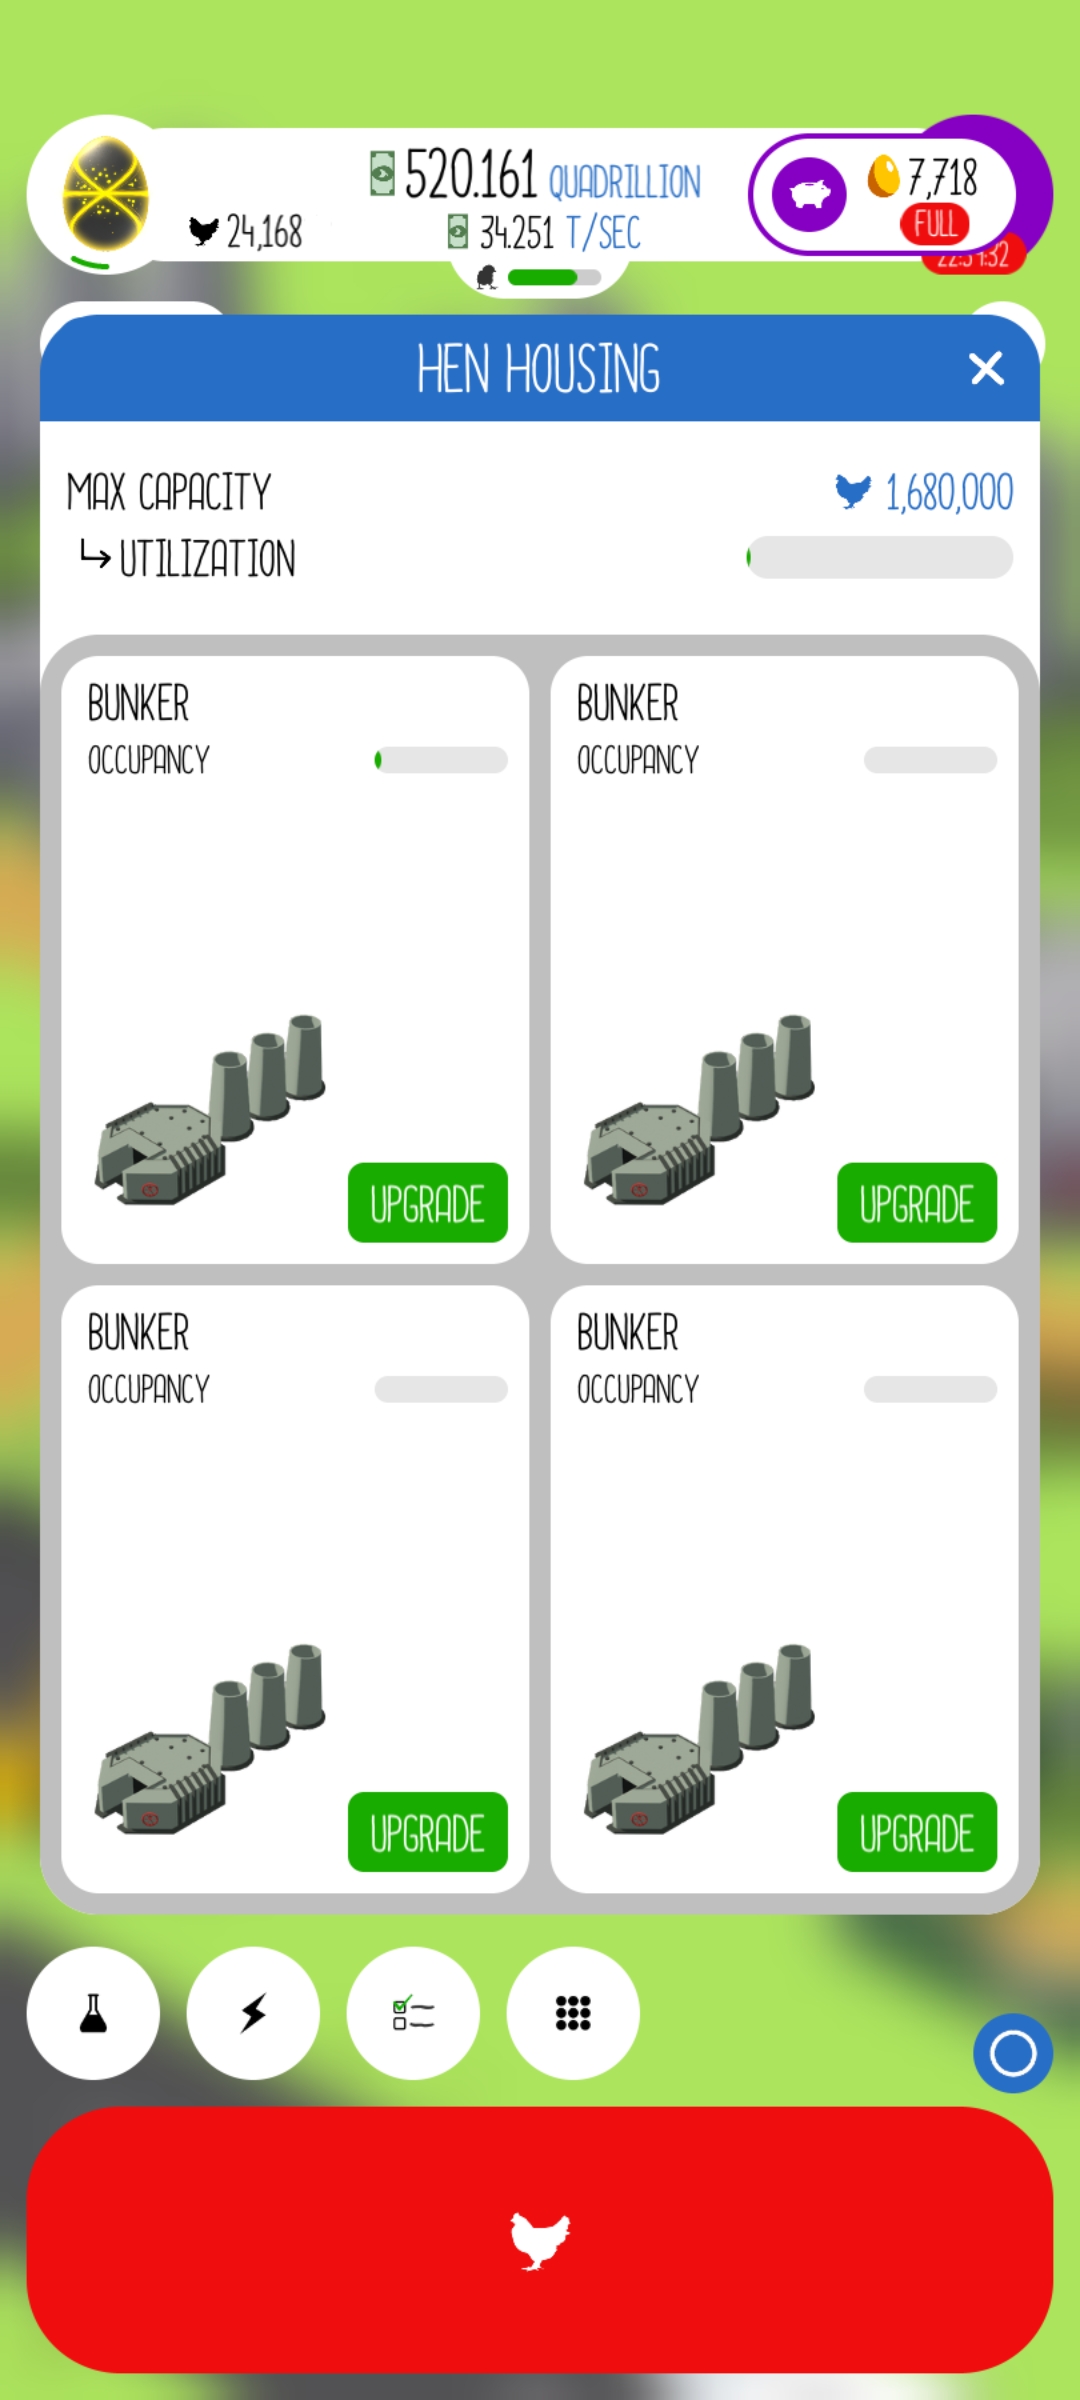 520.161 QUADRILLION
24,168
34.251 T/SEC
7,718
FULL
HEN HOUSING
MAX CAPACITY
1,680,000
UTILIZATION
BUNKER
OCCUPANCY
UPGRADE
BUNKER
OCCUPANCY
UPGRADE
BUNKER
OCCUPANCY
UPGRADE
BUNKER
OCCUPANCY
UPGRADE